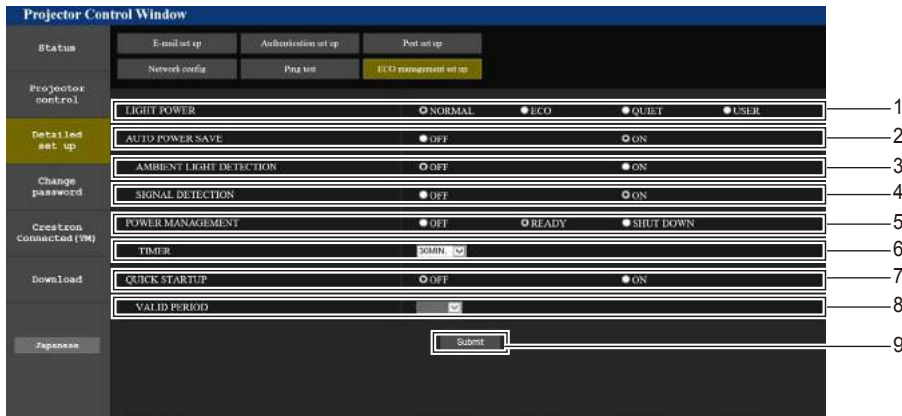 Projector Control Window
Status
E-mail set up
Authentication set up
Port set up
Network config
Ping test
ECO management set up
Projector
control
Detailed
set up
Change
password
Crestron
Connected(TM)
Download
Japanese
LIGHT POWER NORMAL ECO QUIET USER 1
AUTO POWER SAVE OFF ON 2
AMBIENT LIGHT DETECTION OFF ON 3
SIGNAL DETECTION OFF ON 4
POWER MANAGEMENT OFF READY SHUT DOWN 5
TIMER 30MIN. 6
QUICK STARTUP OFF ON 7
VALID PERIOD 8
Submit 9